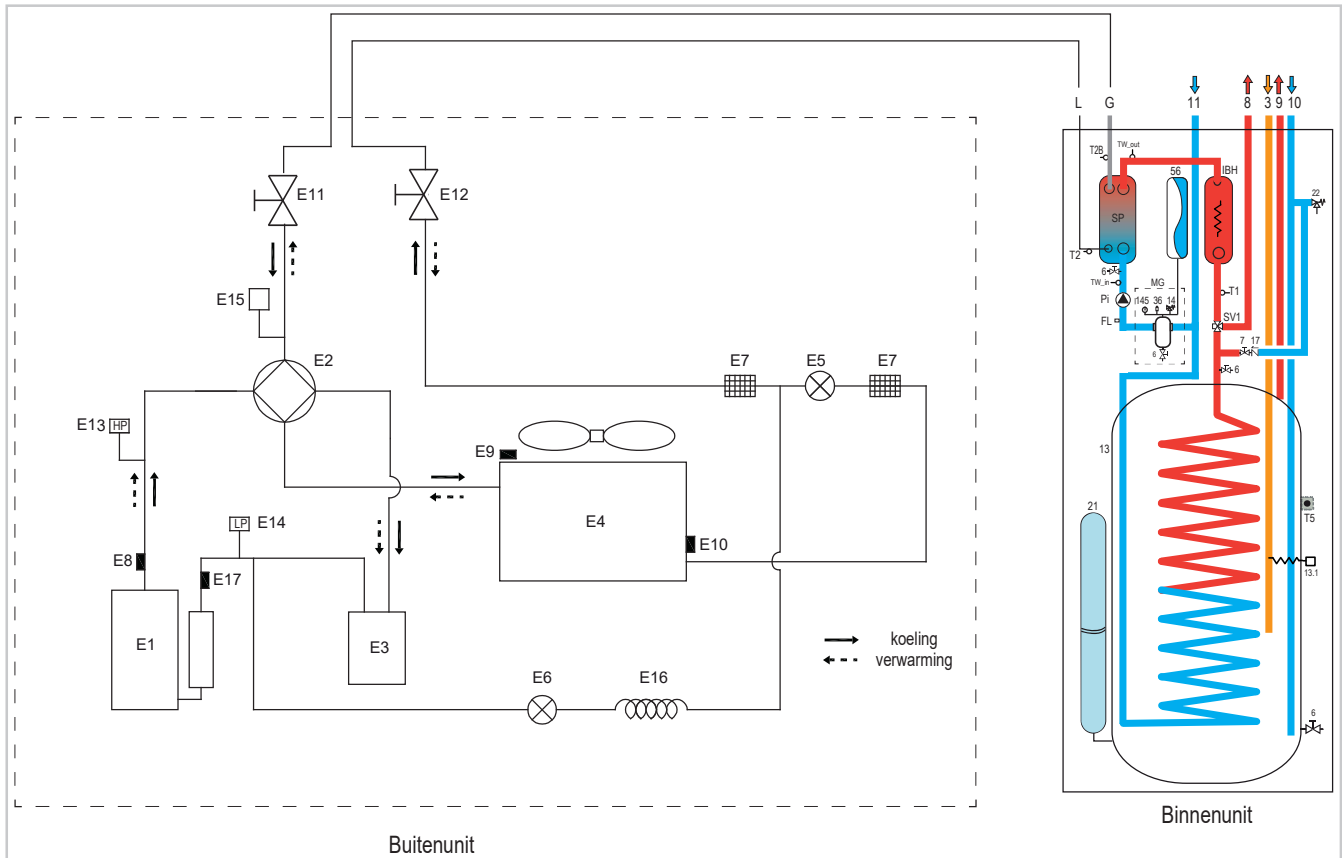 L
G
11
8
3
9
10
T2B
TW_out
IBH
56
22
SP
T2
6
TW_in
MG
Pi
145
36
14
T1
FL
SV1
6
7
17
6
13
21
T5
13.1
6
Binnenunit
E11
E12
E15
E2
E7
E5
E7
E13
HP
E9
E4
LP
E14
E10
E8
E17
E1
E3
koeling
verwarming
E6
E16
Buitenunit